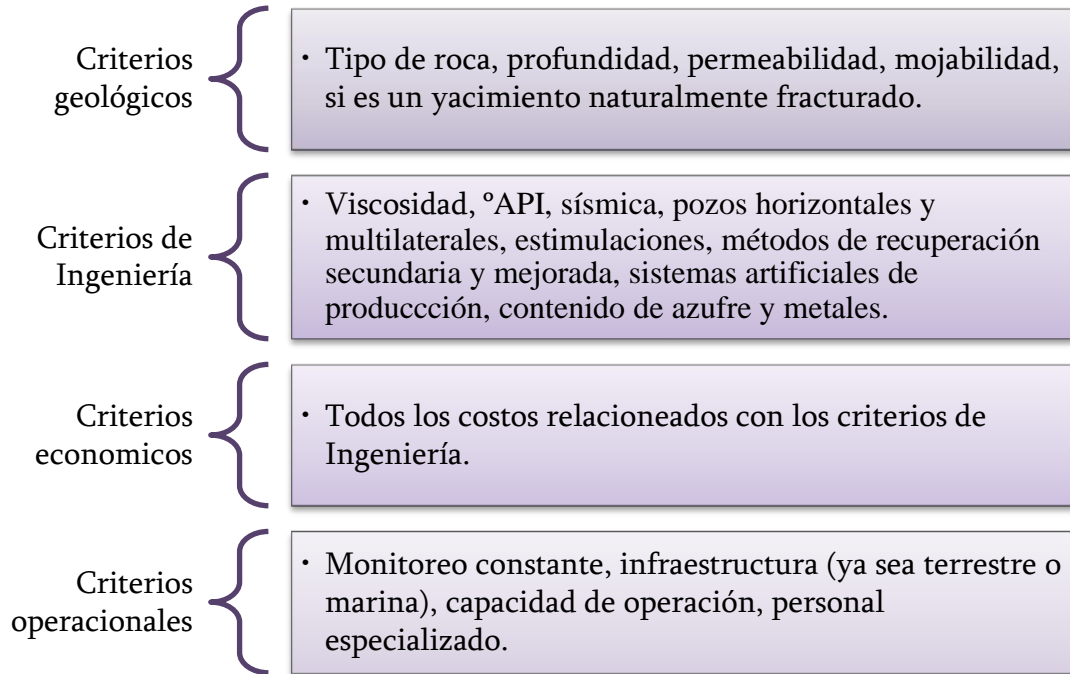 Criterios
geológicos
• Tipo de roca, profundidad, permeabilidad, mojabilidad,
si es un yacimiento naturalmente fracturado.
Criterios de
Ingeniería
• Viscosidad, ºAPI, sísmica, pozos horizontales y
multilaterales, estimulaciones, métodos de recuperación
secundaria y mejorada, sistemas artificiales de
produccción, contenido de azufre y metales.
Criterios
economicos
• Todos los costos relacioneados con los criterios de
Ingeniería.
Criterios
operacionales
• Monitoreo constante, infraestructura (ya sea terrestre o
marina), capacidad de operación, personal
especializado.